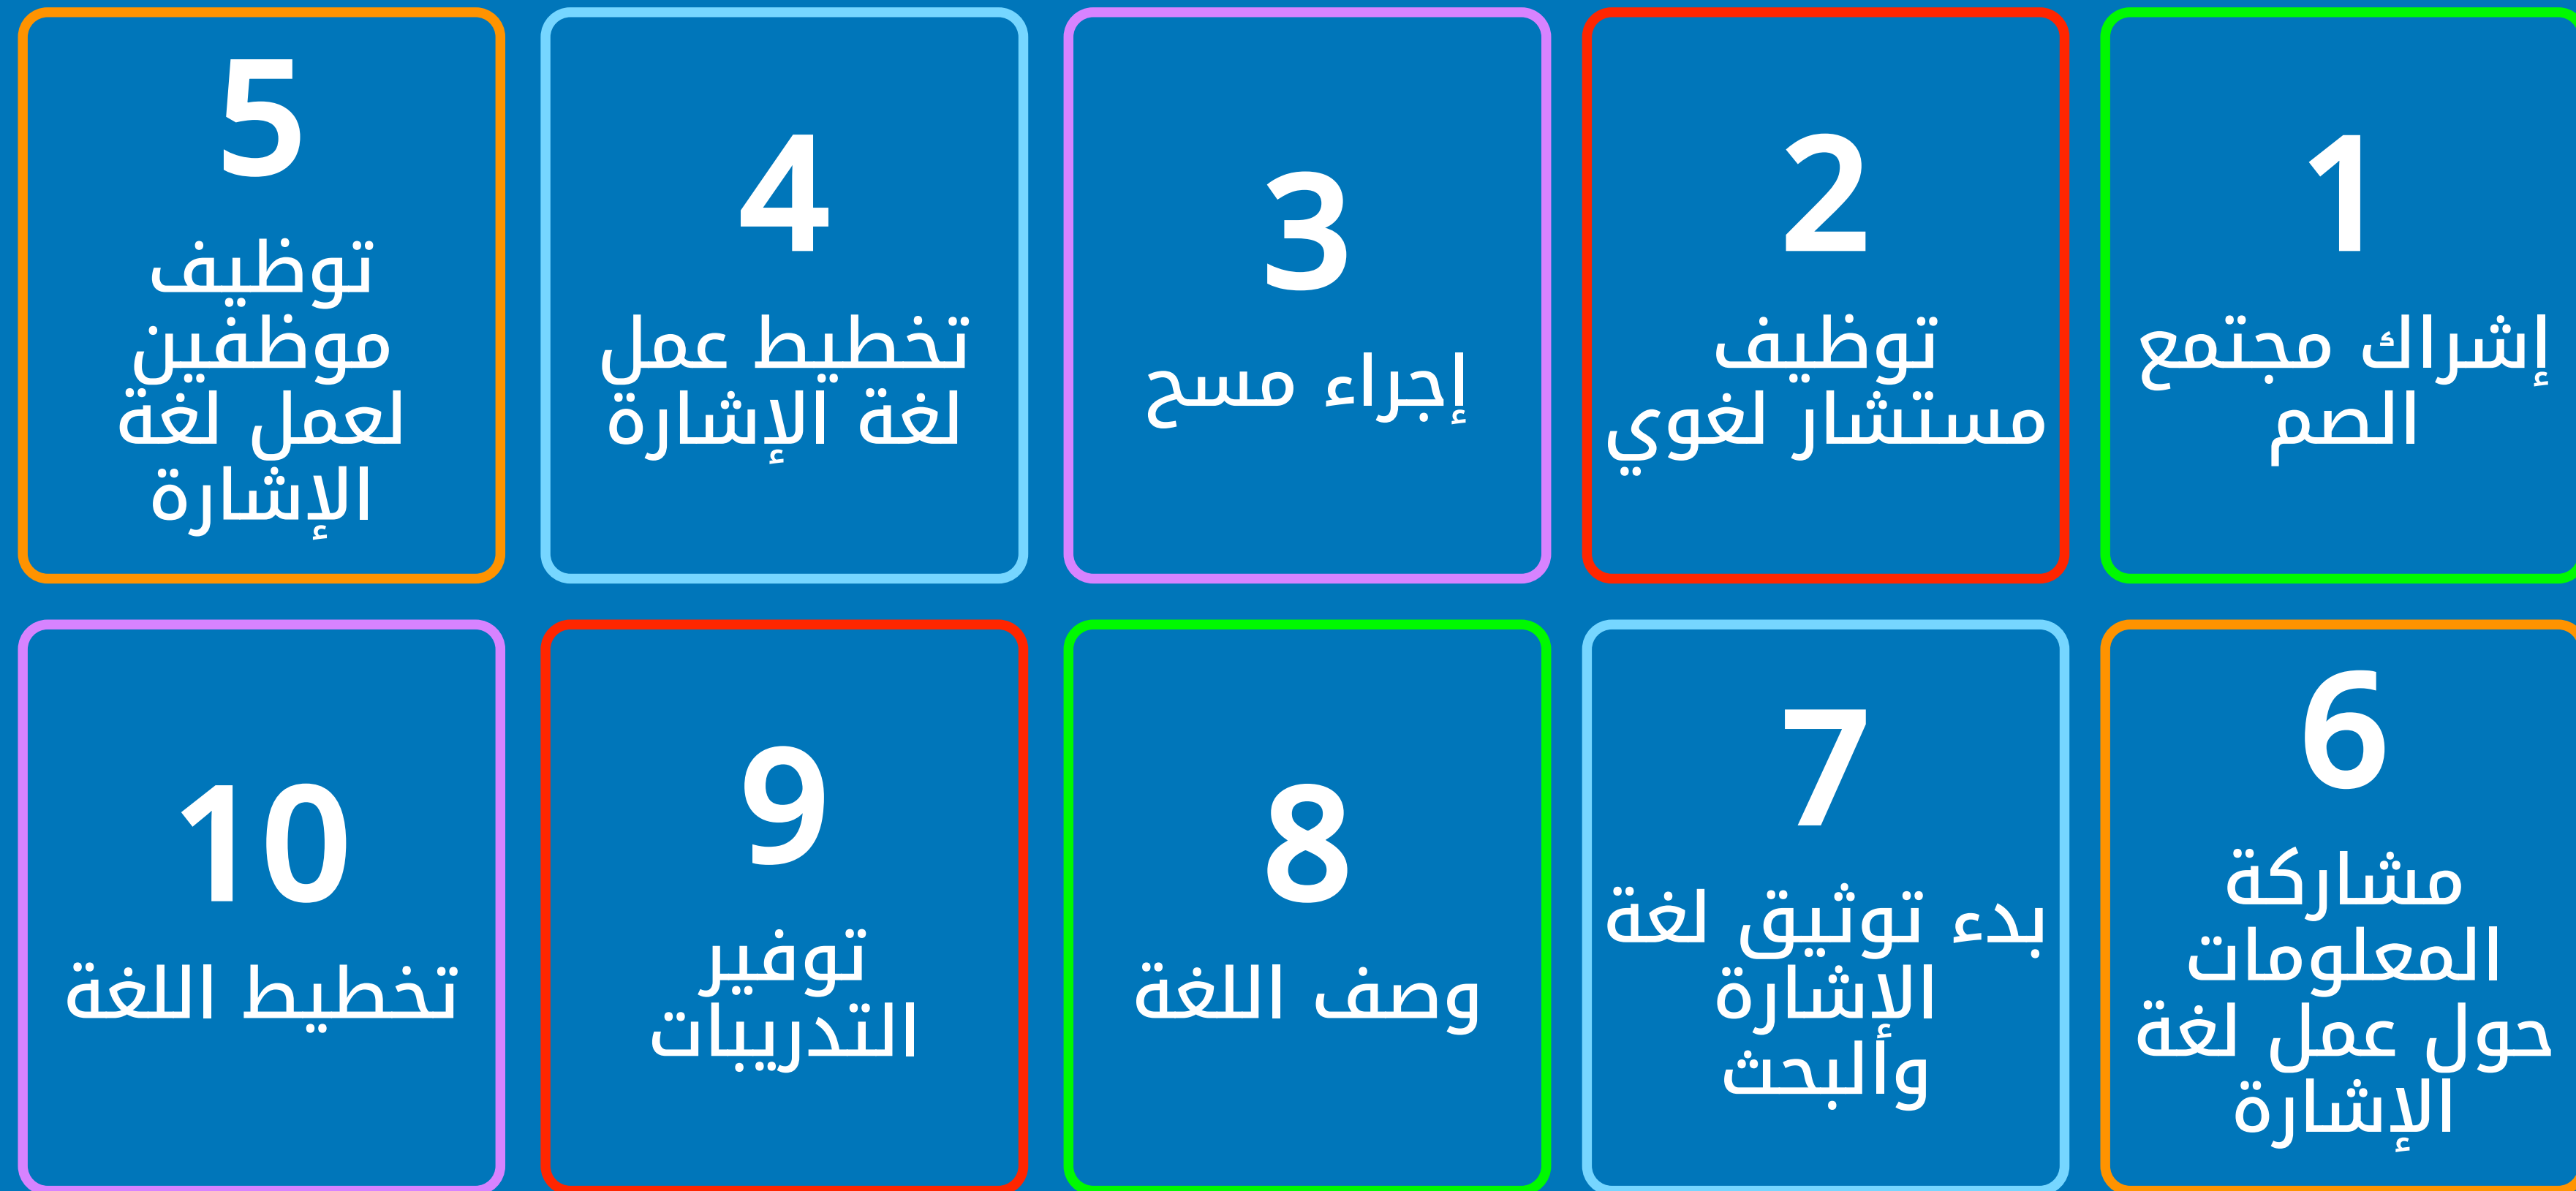 1
إشراك مجتمع
الصم
2
توظيف
مستشار لغوي
3
إجراء مسح
4
تخطيط عمل
لغة الإشارة
5
توظيف
موظفين
لعمل لغة
الإشارة
6
مشاركة
المعلومات
حول عمل لغة
الإشارة
7
بدء توثيق لغة
الإشارة
والبحث
8
وصف اللغة
9
توفير
التدريبات
10
تخطيط اللغة